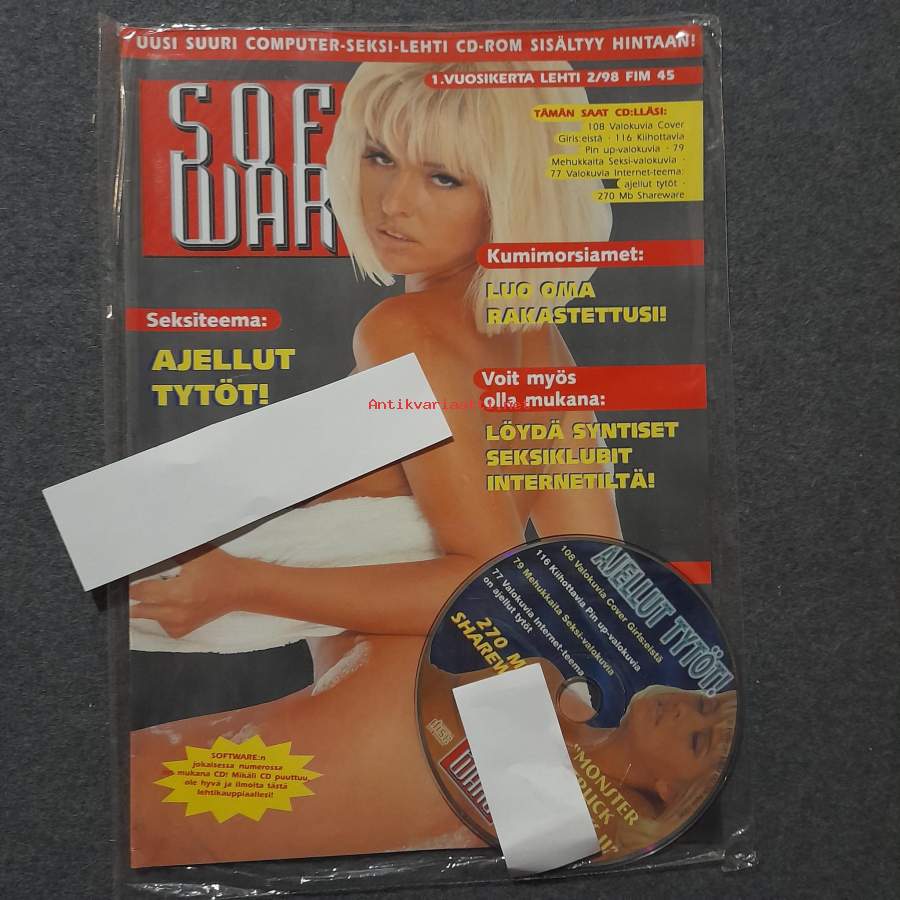 UUSI SUURI COMPUTER-SEKSI-LEHTI CD-ROM SISÄLTYY HINTAAN!
1.VUOSIKERTA LEHTI 2/98 FIM 45
SOF
WAR
TÄMÄN SAAT CD:LLÄSI:
108 Valokuvia Cover
Girls:eistä · 116 Kiihottavia
Pin up-valokuvia · 79
Mehukkaita Seksi-valokuvia ·
77 Valokuvia Internet-teema:
ajellut tytöt ·
270 Mb Shareware
Kumimorsiamet:
LUO OMA
RAKASTETTUSI!
Seksiteema:
AJELLUT
TYTÖT!
Voit myös
olla mukana:
LÖYDÄ SYNTISET
SEKSIKLUBIT
INTERNETILTÄ!
Antikvariaatti.net
AJELLUT TYTÖT!
108 Valokuvia Cover Girls:eistä
116 Kiihottavia Pin up-valokuvia
79 Mehukkaita Seksi-valokuvia
77 Valokuvia Internet-teema
on ajellut tytöt
270 M
SHAREW
"MONSTER
SOFTWARE:n
jokaisessa numerossa
on mukana CD! Mikäli CD puuttuu,
ole hyvä ja ilmoita tästä
lehtikauppiaallesi!